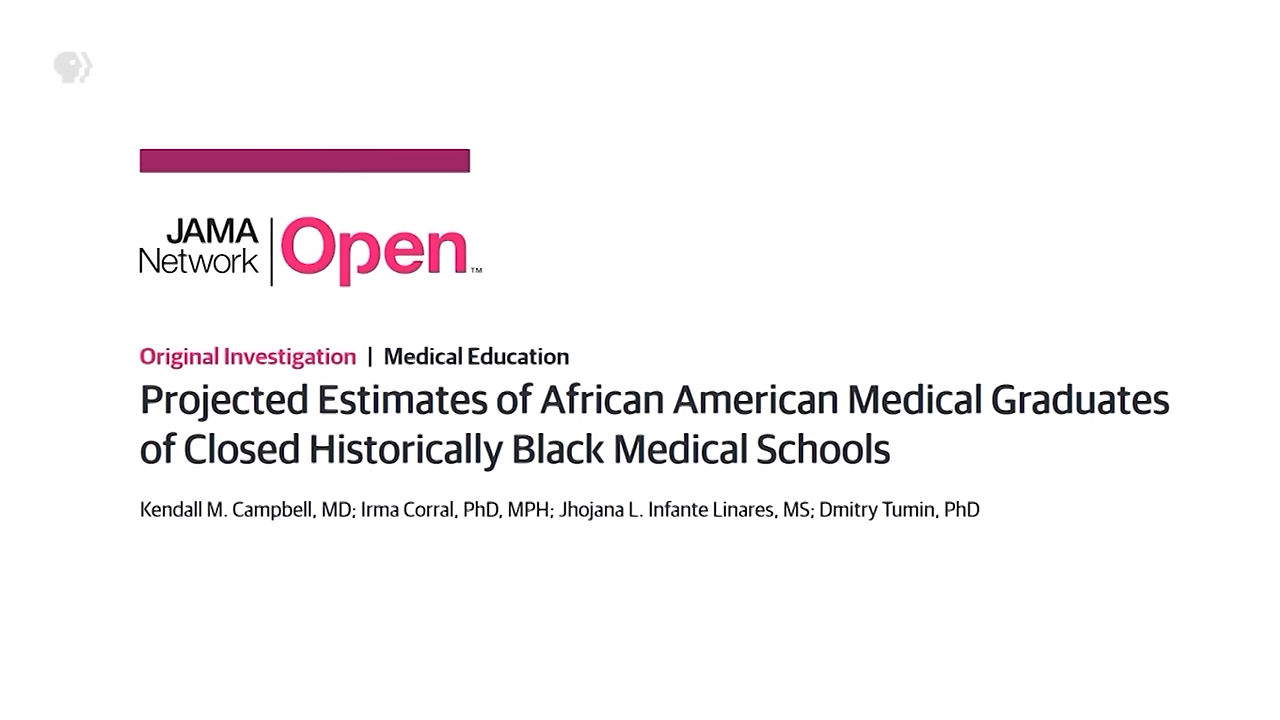 JAMA
Network
Open™
Original Investigation | Medical Education
Projected Estimates of African American Medical Graduates
of Closed Historically Black Medical Schools
Kendall M. Campbell, MD; Irma Corral, PhD, MPH; Jhojana L. Infante Linares, MS; Dmitry Tumin, PhD